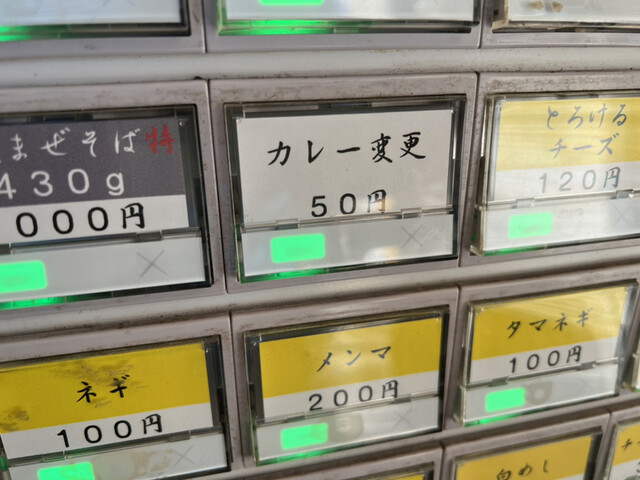 まぜそば 特
430g
000円
カレー変更
50円
とろける
チーズ
120円
ネギ
100円
メンマ
200円
タマネギ
100円
白めし